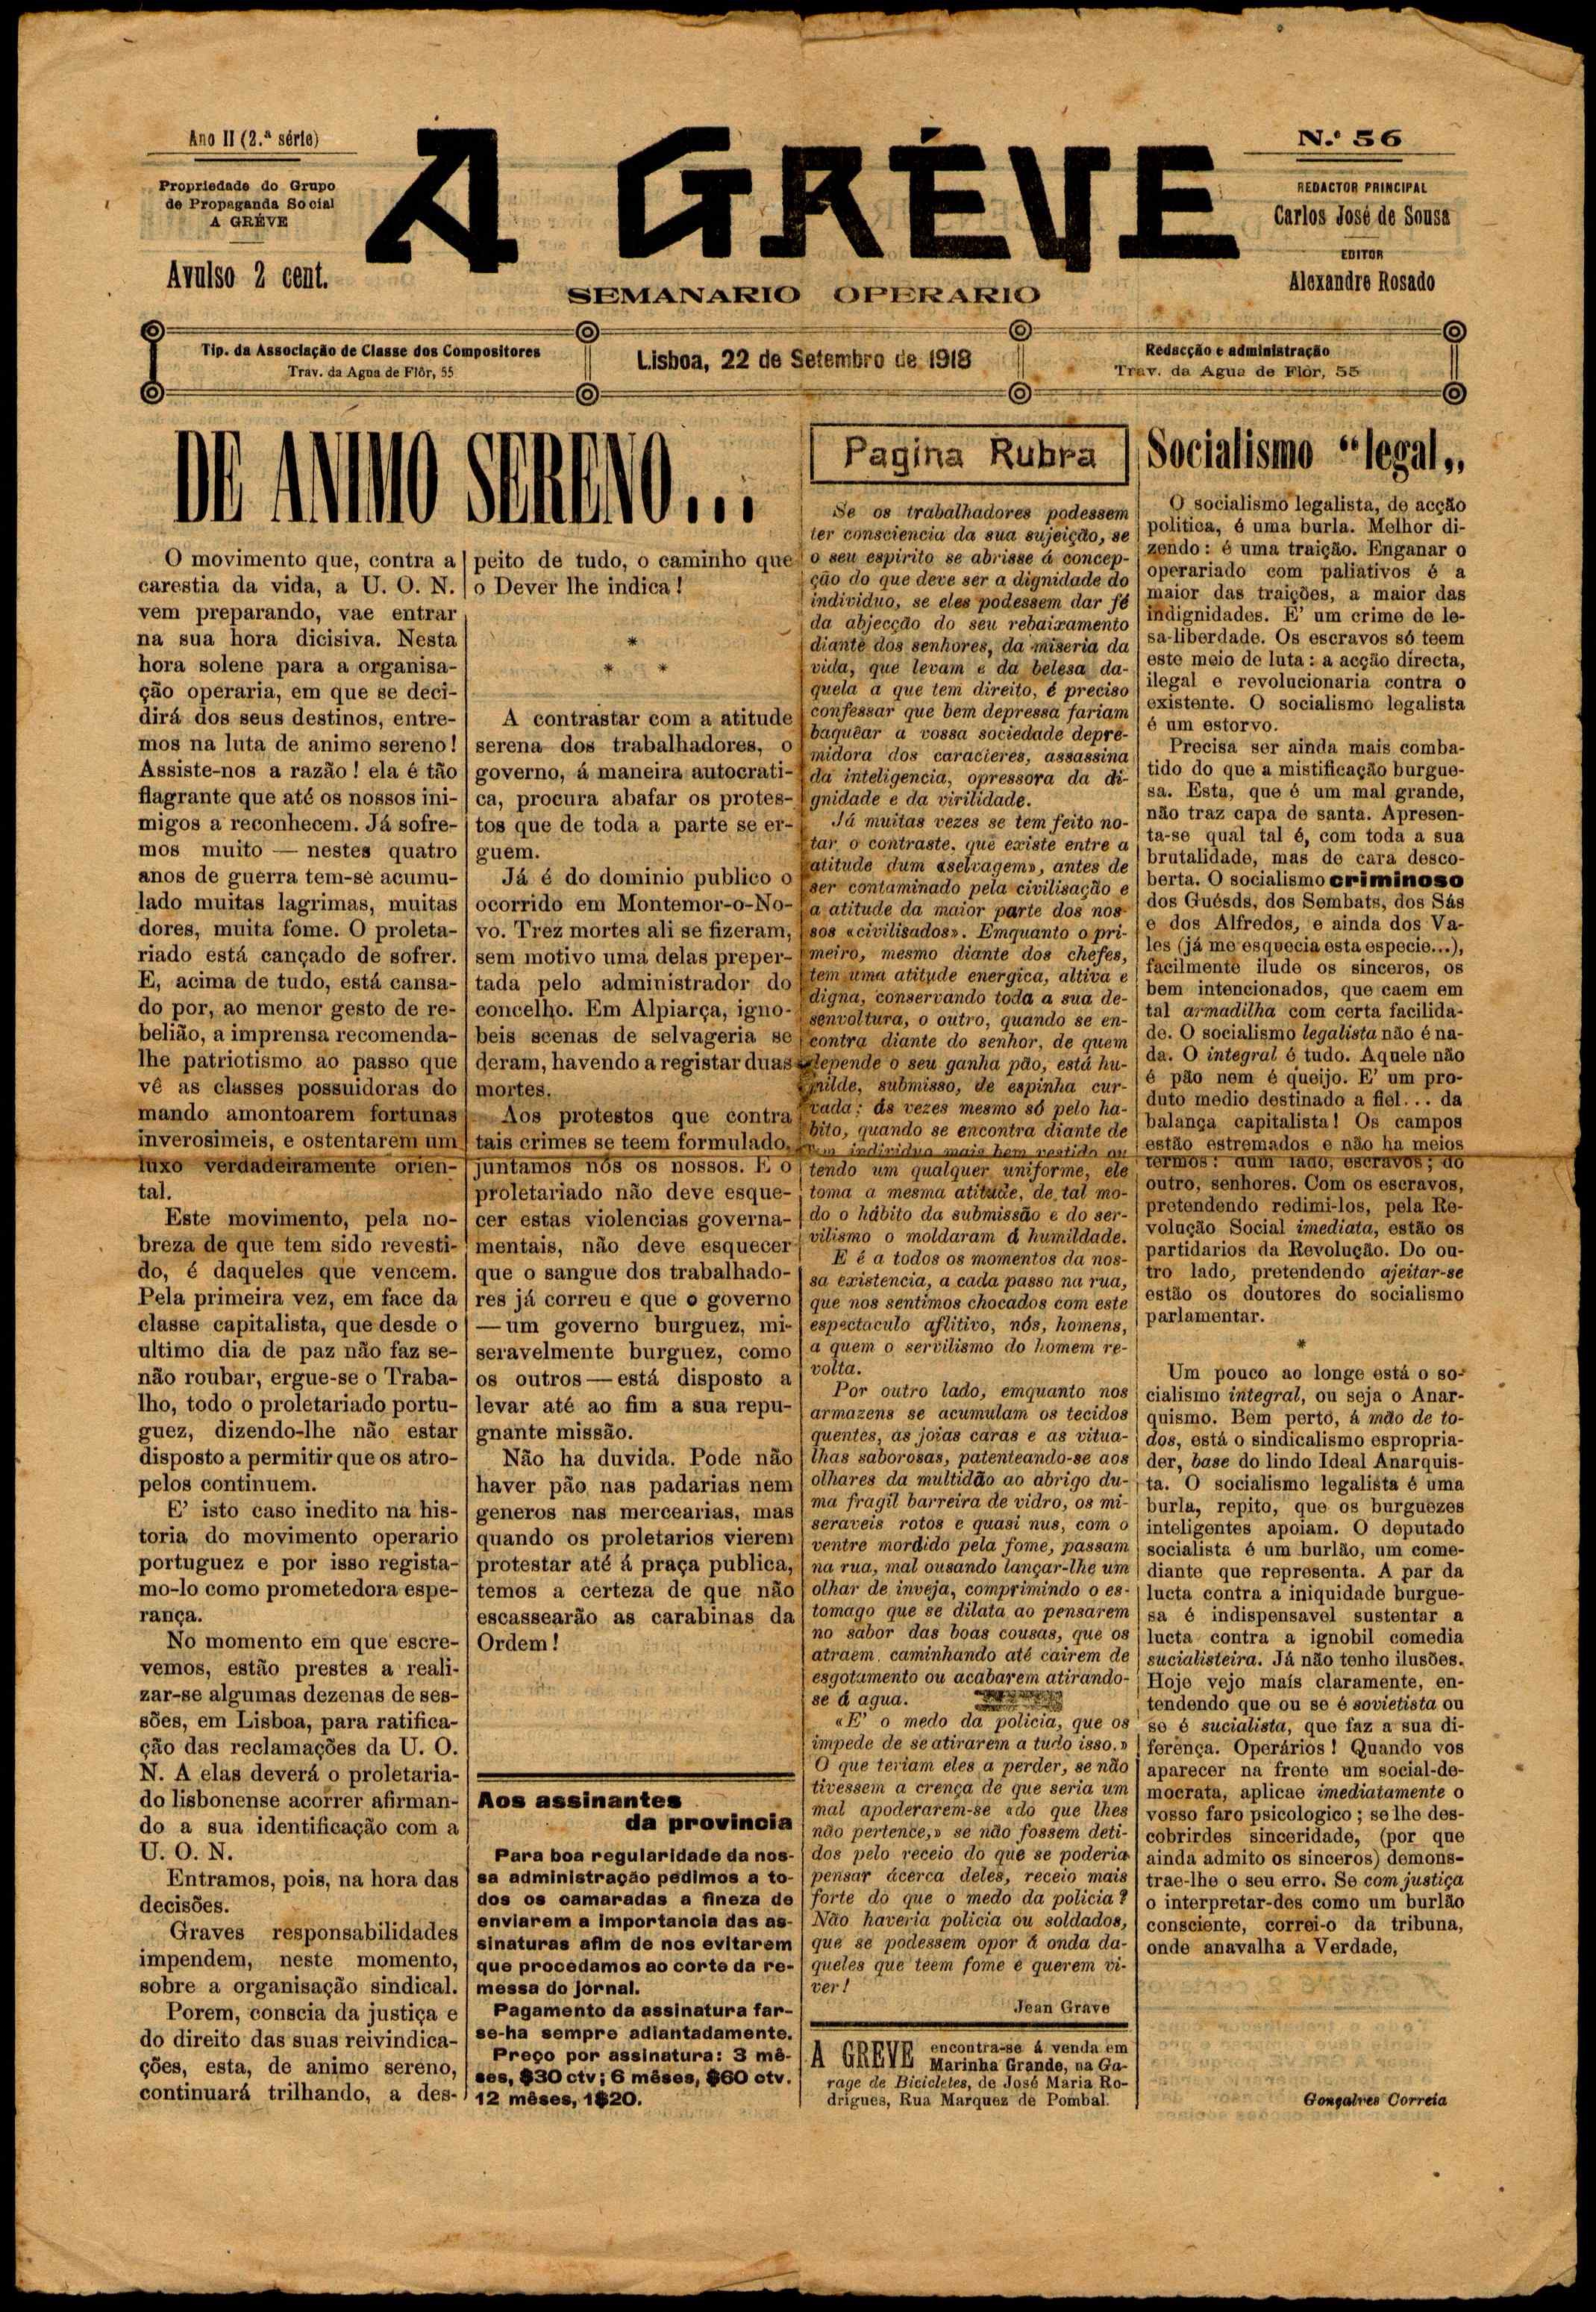 Ano II (2.ª série)
Propriedade do Grupo
de Propaganda Social
A GRÉVE
Avulso 2 cent.
A GRÉVE
SEMANARIO OPERARIO
N.º 56
REDACTOR PRINCIPAL
Carlos José de Sousa
EDITOR
Alexandre Rosado
Tip. da Associação de Classe dos Compositores
Trav. da Agua de Flôr, 55
Lisboa, 22 de Setembro de 1918
Redacção e administração
Trav. da Agua de Flôr, 55
DE ANIMO SERENO...
O movimento que, contra a
carestia da vida, a U. O. N.
vem preparando, vae entrar
na sua hora dicisiva. Nesta
hora solene para a organisa-
ção operaria, em que se deci-
dirá dos seus destinos, entre-
mos na luta de animo sereno!
Assiste-nos a razão! ela é tão
flagrante que até os nossos ini-
migos a reconhecem. Já sofre-
mos muito — nestes quatro
anos de guerra tem-se acumu-
lado muitas lagrimas, muitas
dores, muita fome. O proleta-
riado está cançado de sofrer.
E, acima de tudo, está cansa-
do por, ao menor gesto de re-
belião, a imprensa recomenda-
lhe patriotismo ao passo que
vê as classes possuidoras do
mando amontoarem fortunas
inverosimeis, e ostentarem um
luxo verdadeiramente orien-
tal.
Este movimento, pela no-
breza de que tem sido revesti-
do, é daqueles que vencem.
Pela primeira vez, em face da
classe capitalista, que desde o
ultimo dia de paz não faz se-
não roubar, ergue-se o Traba-
lho, todo o proletariado portu-
guez, dizendo-lhe não estar
disposto a permitir que os atro-
pelos continuem.
E' isto caso inedito na his-
toria do movimento operario
portuguez e por isso regista-
mo-lo como prometedora espe-
rança.
No momento em que escre-
vemos, estão prestes a reali-
zar-se algumas dezenas de ses-
sões, em Lisboa, para ratifica-
ção das reclamações da U. O.
N. A elas deverá o proletaria-
do lisbonense acorrer afirman-
do a sua identificação com a
U. O. N.
Entramos, pois, na hora das
decisões.
Graves responsabilidades
impendem, neste momento,
sobre a organisação sindical.
Porem, conscia da justiça e
do direito das suas reivindica-
ções, esta, de animo sereno,
continuará trilhando, a des-
peito de tudo, o caminho que
o Dever lhe indica!
*
* *
A contrastar com a atitude
serena dos trabalhadores, o
governo, á maneira autocrati-
ca, procura abafar os protes-
tos que de toda a parte se er-
guem.
Já é do dominio publico o
ocorrido em Montemor-o-No-
vo. Trez mortes ali se fizeram,
sem motivo uma delas preper-
tada pelo administrador do
concelho. Em Alpiarça, igno-
beis scenas de selvageria se
deram, havendo a registar duas
mortes.
Aos protestos que contra
tais crimes se teem formulado,
juntamos nós os nossos. E o
proletariado não deve esque-
cer estas violencias governa-
mentais, não deve esquecer
que o sangue dos trabalhado-
res já correu e que o governo
— um governo burguez, mi-
seravelmente burguez, como
os outros — está disposto a
levar até ao fim a sua repu-
gnante missão.
Não ha duvida. Pode não
haver pão nas padarias nem
generos nas mercearias, mas
quando os proletarios vierem
protestar até á praça publica,
temos a certeza de que não
escassearão as carabinas da
Ordem!
Aos assinantes
da provincia
Para boa regularidade da nos-
sa administração pedimos a to-
dos os camaradas a fineza de
enviarem a importancia das as-
sinaturas afim de nos evitarem
que procedamos ao corte da re-
messa do jornal.
Pagamento da assinatura far-
se-ha sempre adiantadamente.
Preço por assinatura: 3 mê-
ses, $30 ctv; 6 mêses, $60 ctv.
12 mêses, 1$20.
Pagina Rubra
Se os trabalhadores podessem
ter consciencia da sua sujeição, se
o seu espirito se abrisse á concep-
ção do que deve ser a dignidade do
individuo, se eles podessem dar fé
da abjecção do seu rebaixamento
diante dos senhores, da miseria da
vida, que levam e da belesa da-
quela a que tem direito, é preciso
confessar que bem depressa fariam
baquêar a vossa sociedade depre-
midora dos caracteres, assassina
da inteligencia, opressora da di-
gnidade e da virilidade.
Já muitas vezes se tem feito no-
tar o contraste, que existe entre a
atitude dum «selvagem», antes de
ser contaminado pela civilisação e
a atitude da maior parte dos nos-
sos «civilisados». Emquanto o pri-
meiro, mesmo diante dos chefes,
tem uma atitude energica, altiva e
digna, conservando toda a sua de-
senvoltura, o outro, quando se en-
contra diante do senhor, de quem
depende o seu ganha pão, está hu-
milde, submisso, de espinha cur-
vada; ás vezes mesmo só pelo ha-
bito, quando se encontra diante de
um individuo mais bem vestido ou
tendo um qualquer uniforme, ele
toma a mesma atitude, de tal mo-
do o hábito da submissão e do ser-
vilismo o moldaram á humildade.
E é a todos os momentos da nos-
sa existencia, a cada passo na rua,
que nos sentimos chocados com este
espectaculo aflitivo, nós, homens,
a quem o servilismo do homem re-
volta.
Por outro lado, emquanto nos
armazens se acumulam os tecidos
quentes, as joias caras e as vitua-
lhas saborosas, patenteando-se aos
olhares da multidão ao abrigo du-
ma fragil barreira de vidro, os mi-
seraveis rotos e quasi nus, com o
ventre mordido pela fome, passam
na rua, mal ousando lançar-lhe um
olhar de inveja, comprimindo o es-
tomago que se dilata ao pensarem
no sabor das boas cousas, que os
atraem, caminhando até cairem de
esgotamento ou acabarem atirando-
se á agua.
«E' o medo da policia, que os
impede de se atirarem a tudo isso.»
O que teriam eles a perder, se não
tivessem a crença de que seria um
mal apoderarem-se «do que lhes
não pertence,» se não fossem deti-
dos pelo receio do que se poderia
pensar ácerca deles, receio mais
forte do que o medo da policia?
Não haveria policia ou soldados,
que se podessem opor á onda da-
queles que teem fome e querem vi-
ver!
Jean Grave
A GREVE encontra-se á venda em
Marinha Grande, na Ga-
rage de Bicicletes, de José Maria Ro-
drigues, Rua Marquez de Pombal.
Socialismo “legal„
O socialismo legalista, de acção
politica, é uma burla. Melhor di-
zendo: é uma traição. Enganar o
operariado com paliativos é a
maior das traições, a maior das
indignidades. E' um crime de le-
sa-liberdade. Os escravos só teem
este meio de luta: a acção directa,
ilegal e revolucionaria contra o
existente. O socialismo legalista
é um estorvo.
Precisa ser ainda mais comba-
tido do que a mistificação burgue-
sa. Esta, que é um mal grande,
não traz capa de santa. Apresen-
ta-se qual tal é, com toda a sua
brutalidade, mas de cara desco-
berta. O socialismo criminoso
dos Guésds, dos Sembats, dos Sás
e dos Alfredos, e ainda dos Va-
les (já me esquecia esta especie...),
facilmente ilude os sinceros, os
bem intencionados, que caem em
tal armadilha com certa facilida-
de. O socialismo legalista não é na-
da. O integral é tudo. Aquele não
é pão nem é queijo. E' um pro-
duto medio destinado a fiel... da
balança capitalista! Os campos
estão estremados e não ha meios
termos: dum lado, escravos; do
outro, senhores. Com os escravos,
pretendendo redimi-los, pela Re-
volução Social imediata, estão os
partidarios da Revolução. Do ou-
tro lado, pretendendo ajeitar-se
estão os doutores do socialismo
parlamentar.
*
Um pouco ao longe está o so-
cialismo integral, ou seja o Anar-
quismo. Bem perto, á mão de to-
dos, está o sindicalismo espropria-
der, base do lindo Ideal Anarquis-
ta. O socialismo legalista é uma
burla, repito, que os burguezes
inteligentes apoiam. O deputado
socialista é um burlão, um come-
diante que representa. A par da
lucta contra a iniquidade burgue-
sa é indispensavel sustentar a
lucta contra a ignobil comedia
sucialisteira. Já não tenho ilusões.
Hoje vejo mais claramente, en-
tendendo que ou se é sovietista ou
se é sucialista, que faz a sua di-
ferença. Operários! Quando vos
aparecer na frente um social-de-
mocrata, aplicae imediatamente o
vosso faro psicologico; se lhe des-
cobrirdes sinceridade, (por que
ainda admito os sinceros) demons-
trae-lhe o seu erro. Se com justiça
o interpretar-des como um burlão
consciente, correi-o da tribuna,
onde anavalha a Verdade,
Gonçalves Correia